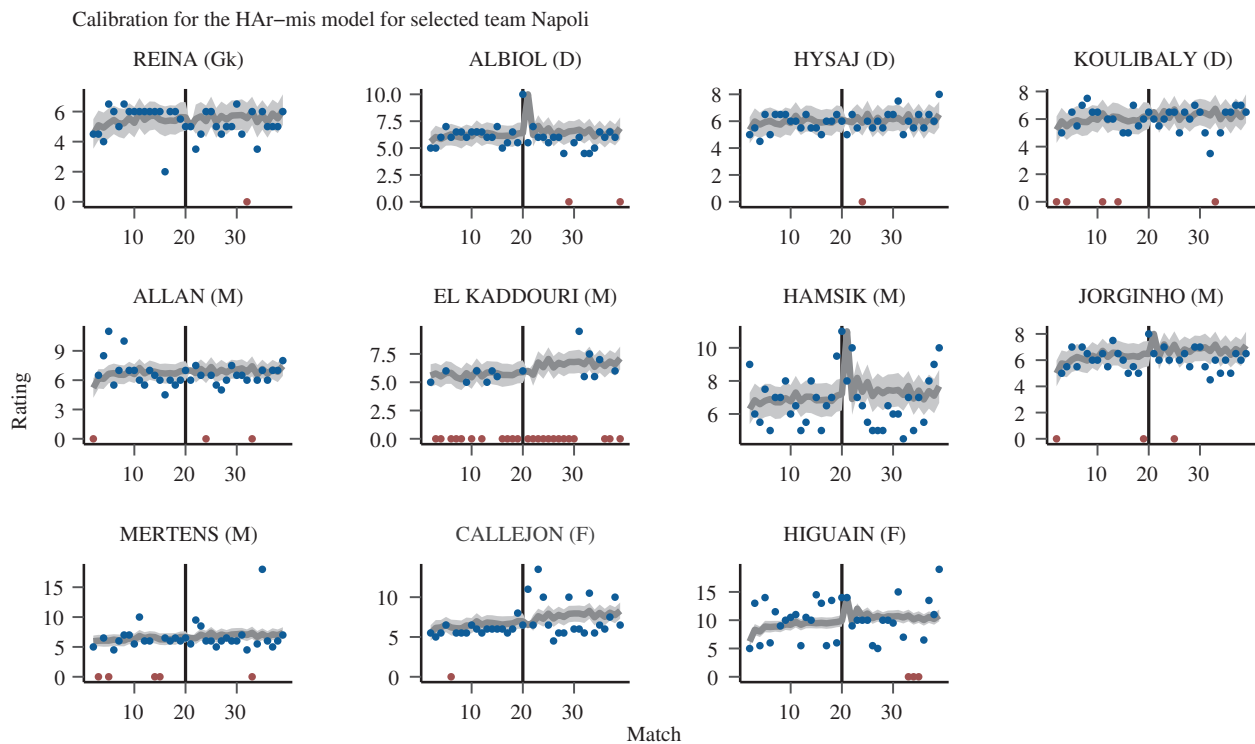 Calibration for the HAr−mis model for selected team Napoli
REINA (Gk)
ALBIOL (D)
HYSAJ (D)
KOULIBALY (D)
6
4
2
0
10 20 30
10.0
7.5
5.0
2.5
0.0
10 20 30
8
6
4
2
0
10 20 30
8
6
4
2
0
10 20 30
ALLAN (M)
EL KADDOURI (M)
HAMSIK (M)
JORGINHO (M)
Rating
9
6
3
0
10 20 30
7.5
5.0
2.5
0.0
10 20 30
10
8
6
10 20 30
8
6
4
2
0
10 20 30
MERTENS (M)
CALLEJON (F)
HIGUAIN (F)
15
10
5
0
10 20 30
10
5
0
10 20 30
15
10
5
0
10 20 30
Match